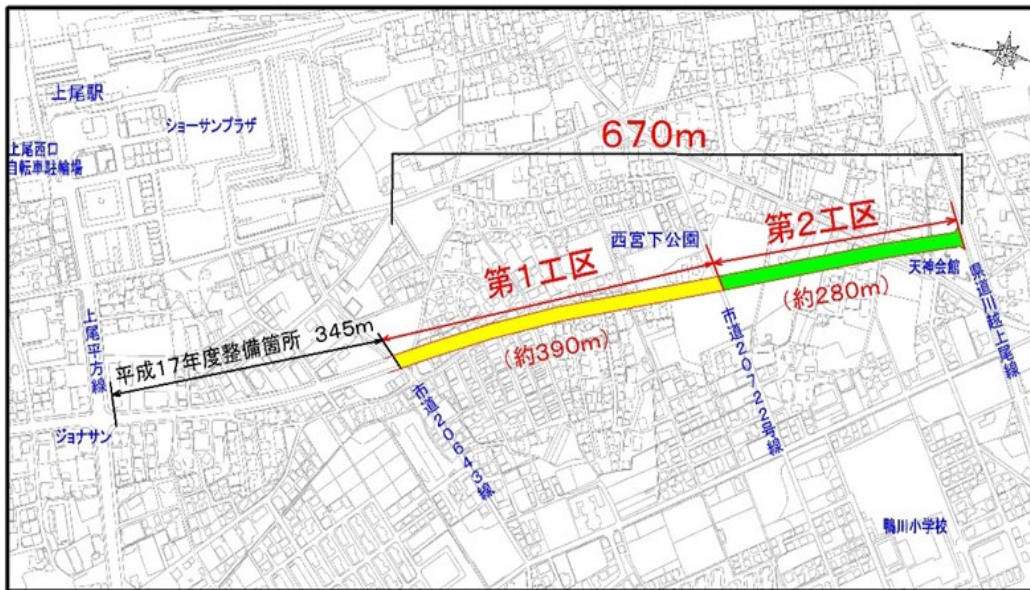 上尾駅
ショーサンプラザ
上尾西口
自転車駐輪場
670m
第2工区
西宮下公園
第1工区
天神会館
(約280m)
県道川越上尾線
上尾平方線
平成17年度整備箇所 345m
(約390m)
市道20722号線
市道20643線
ジョナサン
鴨川小学校